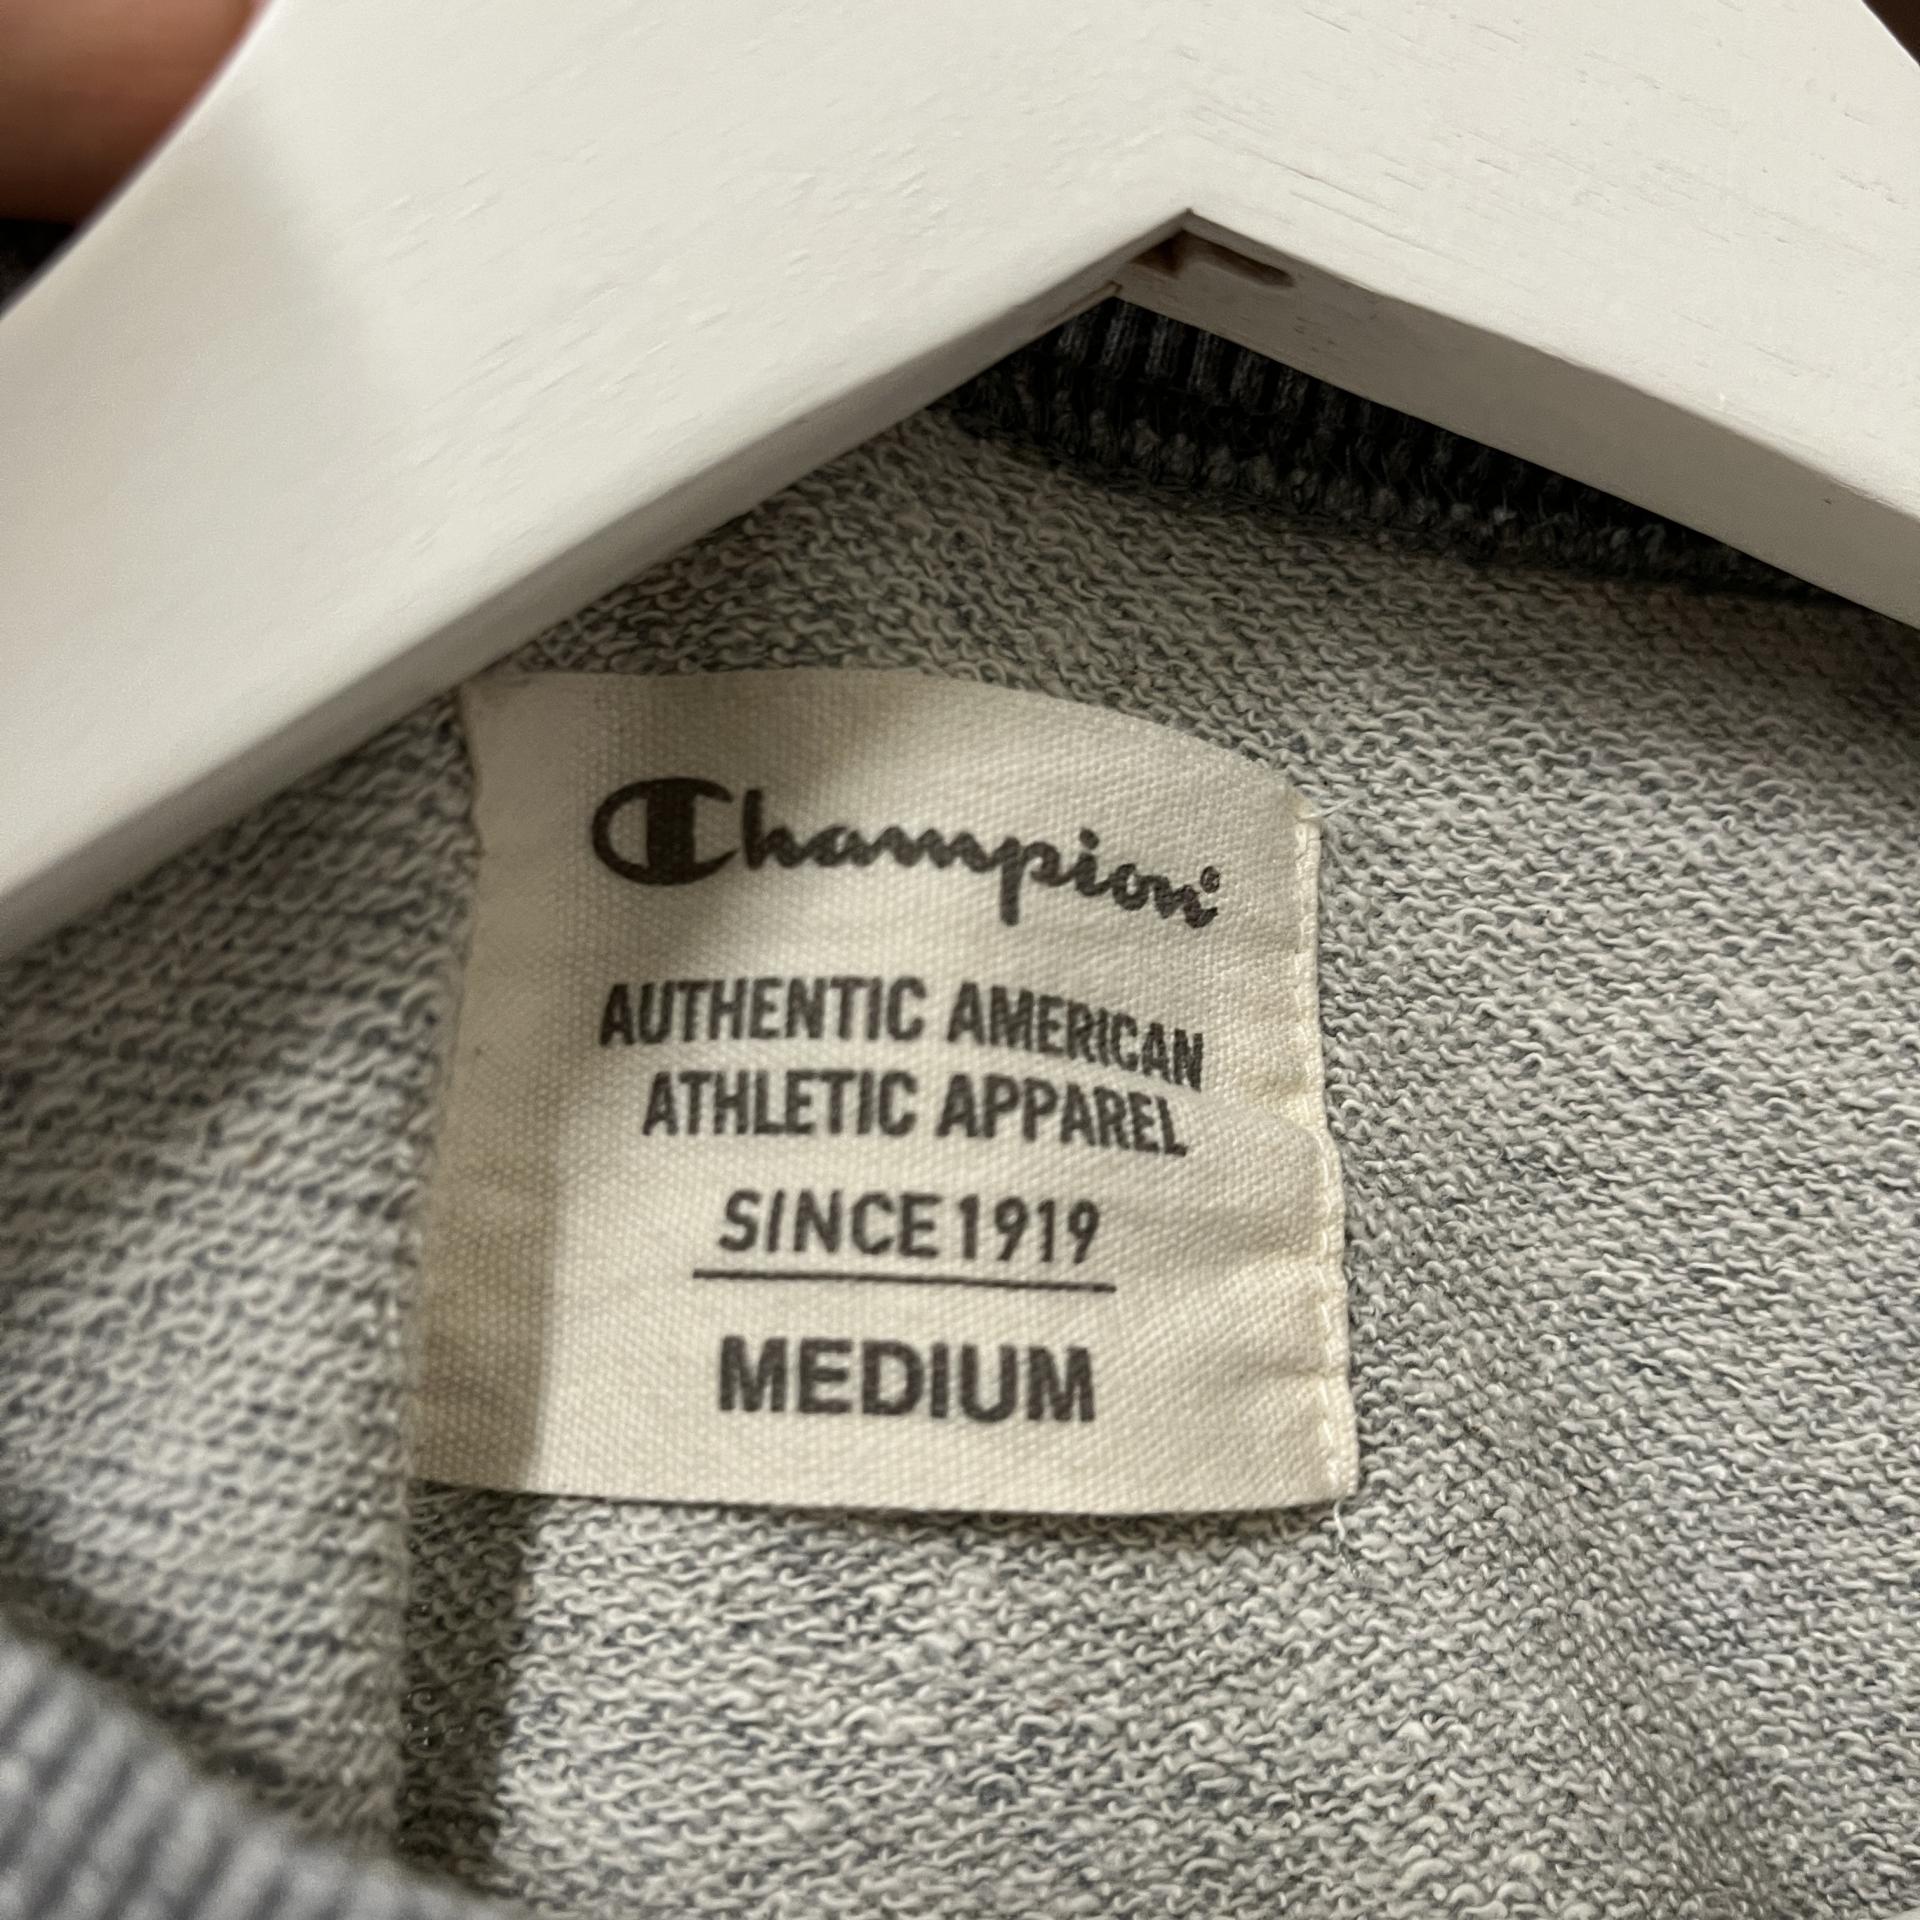 Champion®
AUTHENTIC AMERICAN
ATHLETIC APPAREL
SINCE 1919
MEDIUM